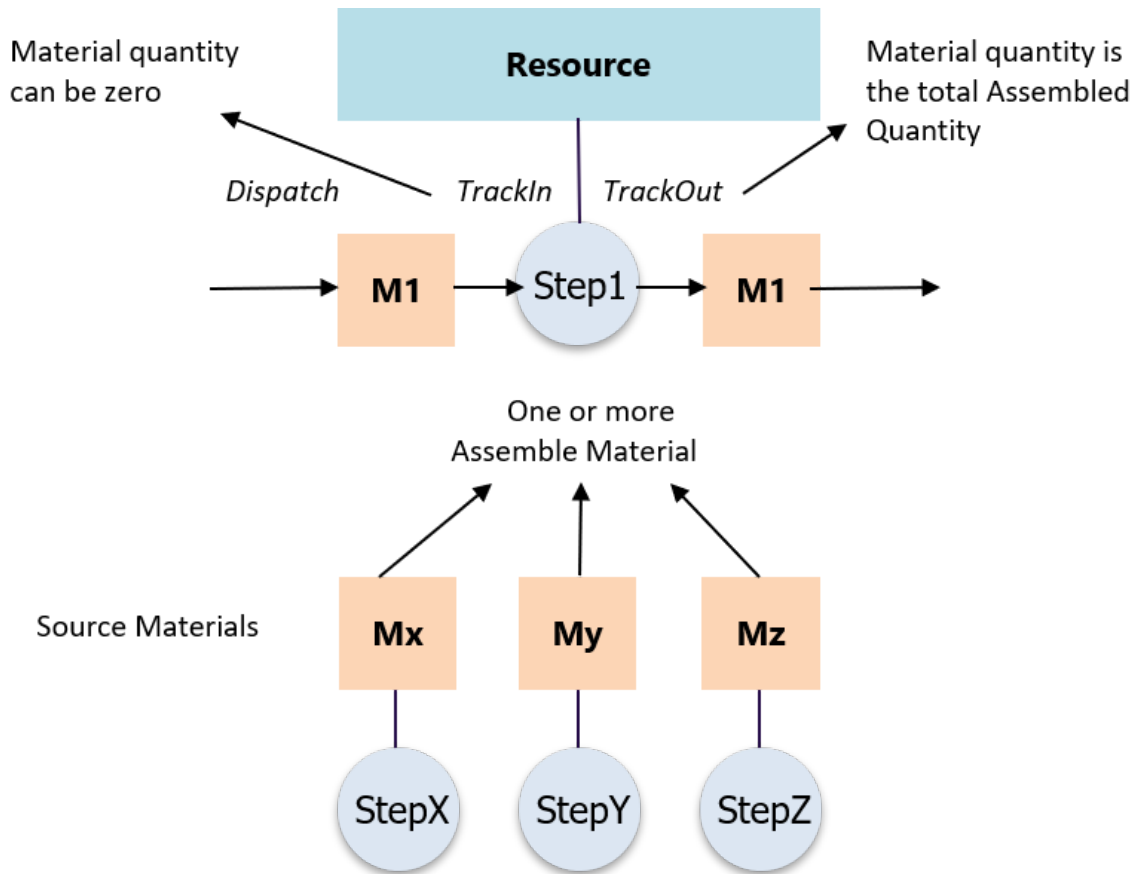 Material quantity
can be zero
Resource
Material quantity is
the total Assembled
Quantity
Dispatch
TrackIn
TrackOut
M1
Step1
M1
One or more
Assemble Material
Source Materials
Mx
My
Mz
StepX
StepY
StepZ